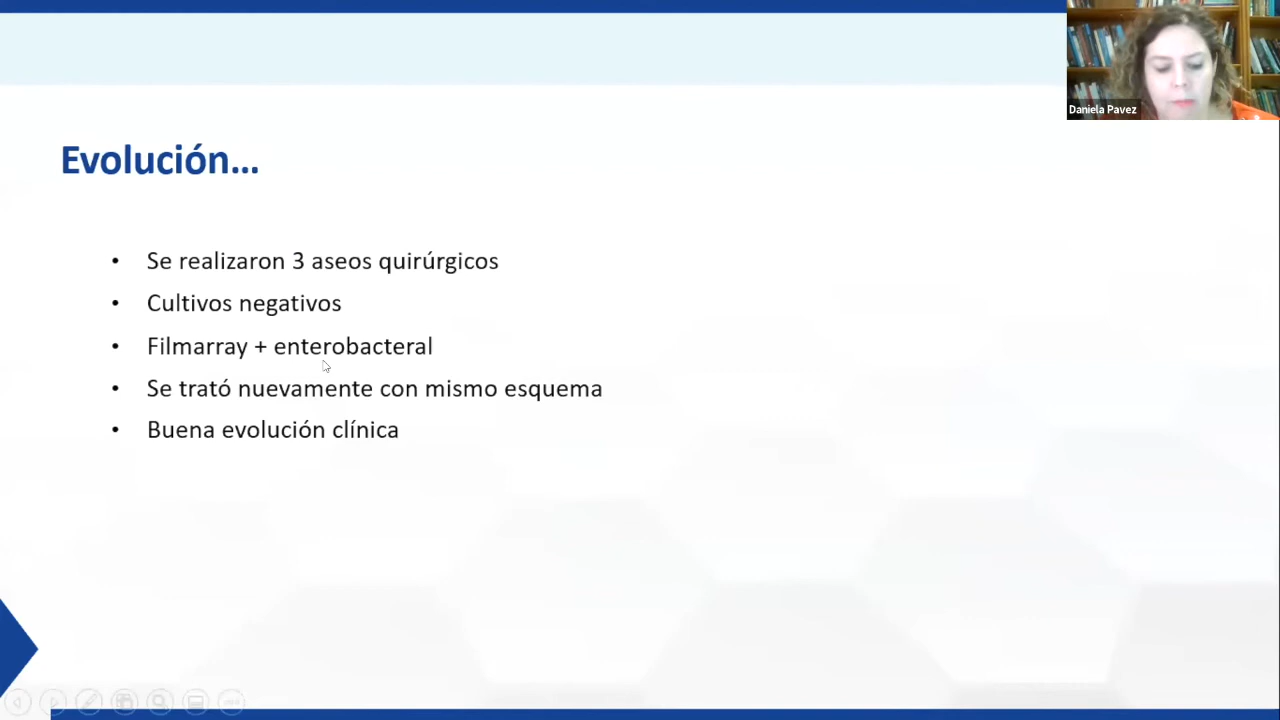 Daniela Pavez
Evolución...
• Se realizaron 3 aseos quirúrgicos
• Cultivos negativos
• Filmarray + enterobacteral
• Se trató nuevamente con mismo esquema
• Buena evolución clínica